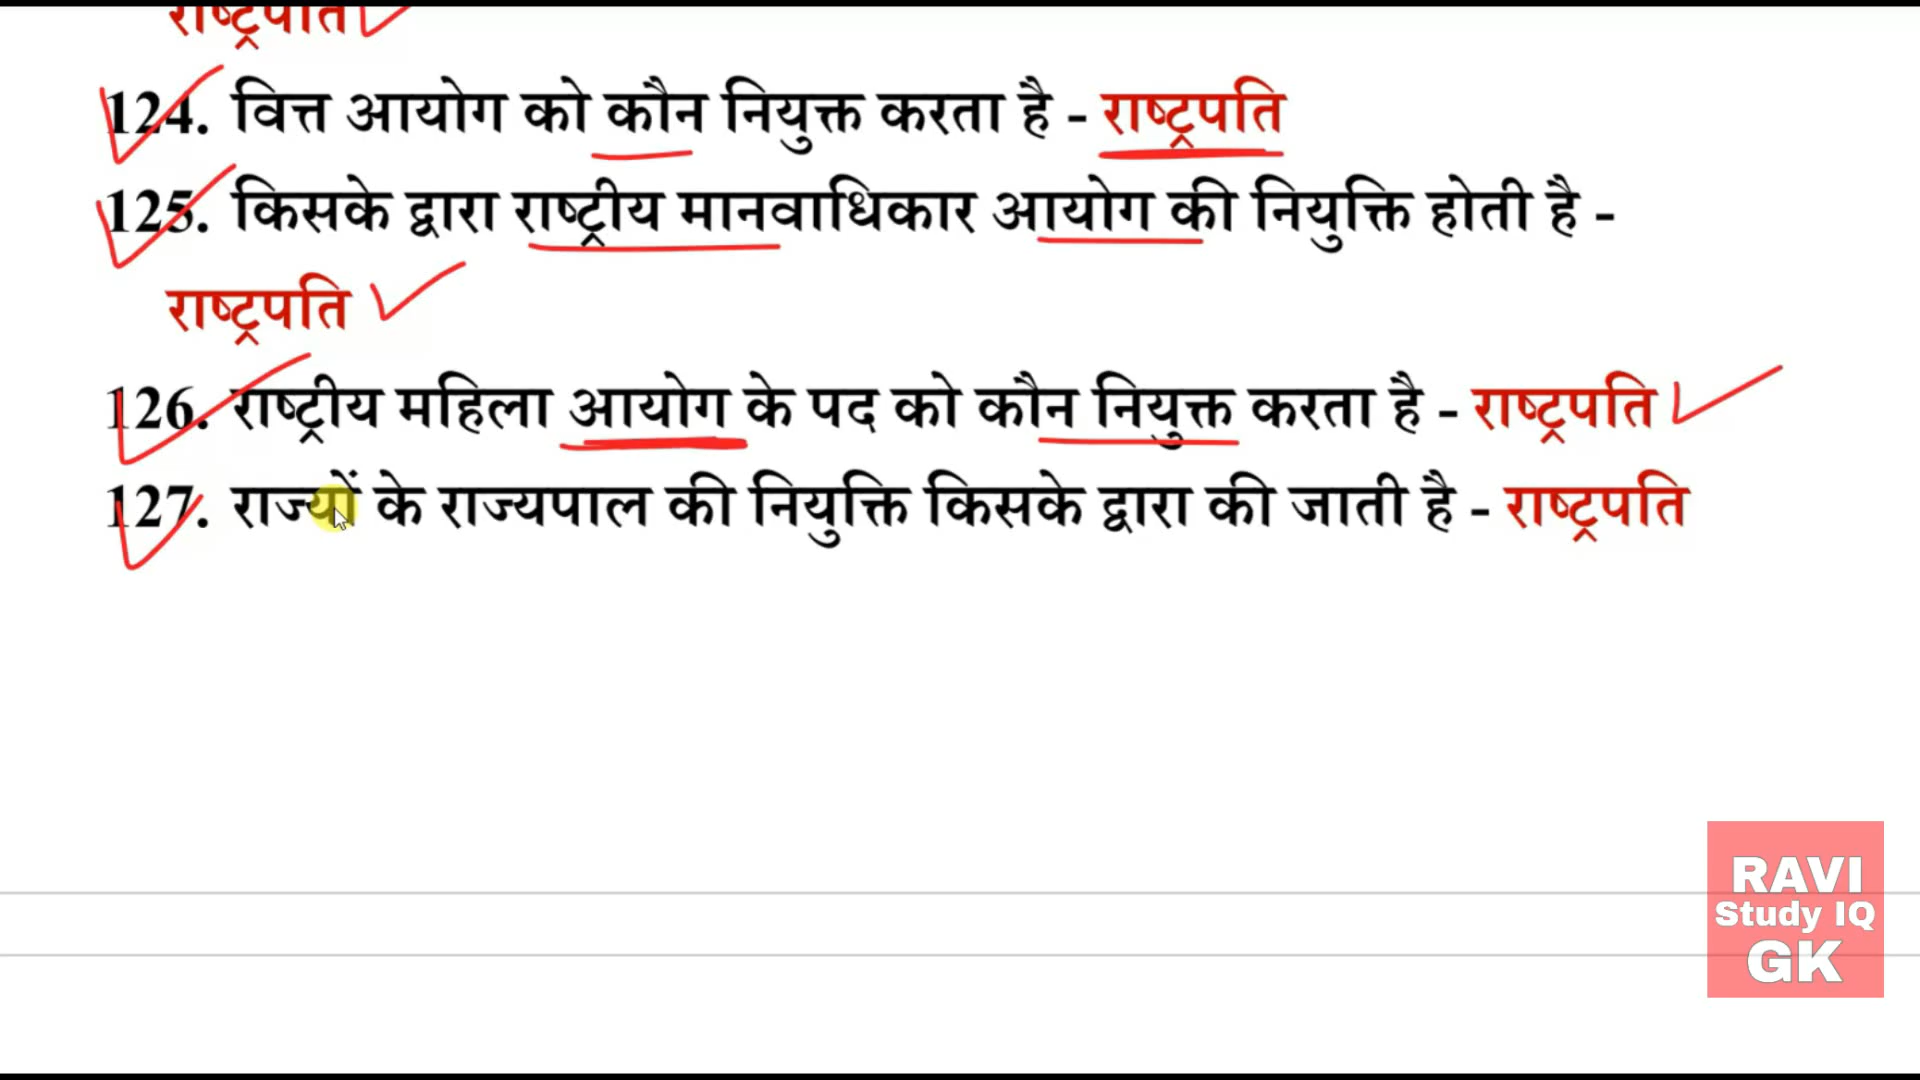 राष्ट्रपति
124. वित्त आयोग को कौन नियुक्त करता है - राष्ट्रपति
125. किसके द्वारा राष्ट्रीय मानवाधिकार आयोग की नियुक्ति होती है -
राष्ट्रपति
126. राष्ट्रीय महिला आयोग के पद को कौन नियुक्त करता है - राष्ट्रपति
127. राज्यों के राज्यपाल की नियुक्ति किसके द्वारा की जाती है - राष्ट्रपति
RAVI
Study IQ
GK